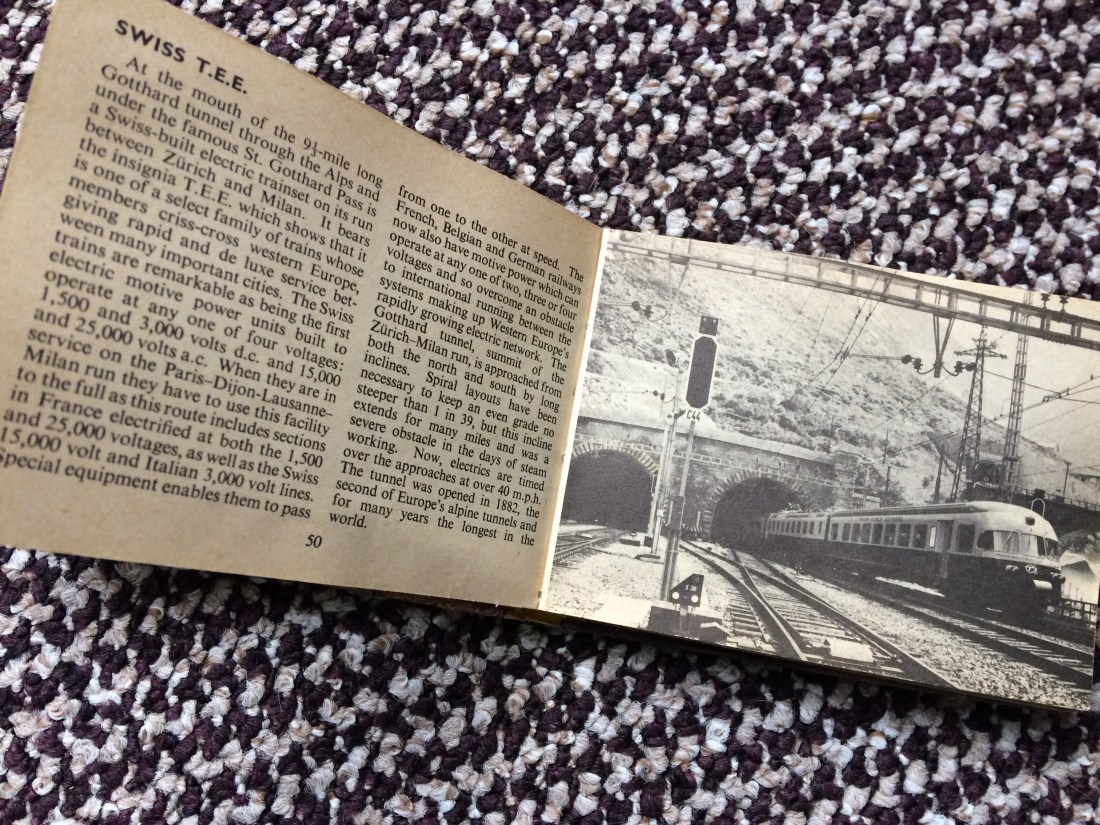 SWISS T.E.E.
At the mouth of the 9¼-mile long
Gotthard tunnel through the Alps and
under the famous St. Gotthard Pass is
a Swiss-built electric trainset on its run
between Zürich and Milan. It bears
the insignia T.E.E. which shows that it
is one of a select family of trains whose
members criss-cross western Europe,
giving rapid and de luxe service bet-
ween many important cities. The Swiss
trains are remarkable as being the first
electric motive power units built to
operate at any one of four voltages:
1,500 and 3,000 volts d.c. and 15,000
and 25,000 volts a.c. When they are in
service on the Paris–Dijon-Lausanne–
Milan run they have to use this facility
to the full as this route includes sections
in France electrified at both the 1,500
and 25,000 voltages, as well as the Swiss
15,000 volt and Italian 3,000 volt lines.
Special equipment enables them to pass
from one to the other at speed. The
French, Belgian and German railways
now also have motive power which can
operate at any one of two, three or four
voltages and so overcome an obstacle
to international running between the
systems making up Western Europe's
rapidly growing electric network. The
Gotthard tunnel, summit of the
Zürich–Milan run, is approached from
both the north and south by long
inclines. Spiral layouts have been
necessary to keep an even grade no
steeper than 1 in 39, but this incline
extends for many miles and was a
severe obstacle in the days of steam
working. Now, electrics are timed
over the approaches at over 40 m.p.h.
The tunnel was opened in 1882, the
second of Europe's alpine tunnels and
for many years the longest in the
world.
50
C44